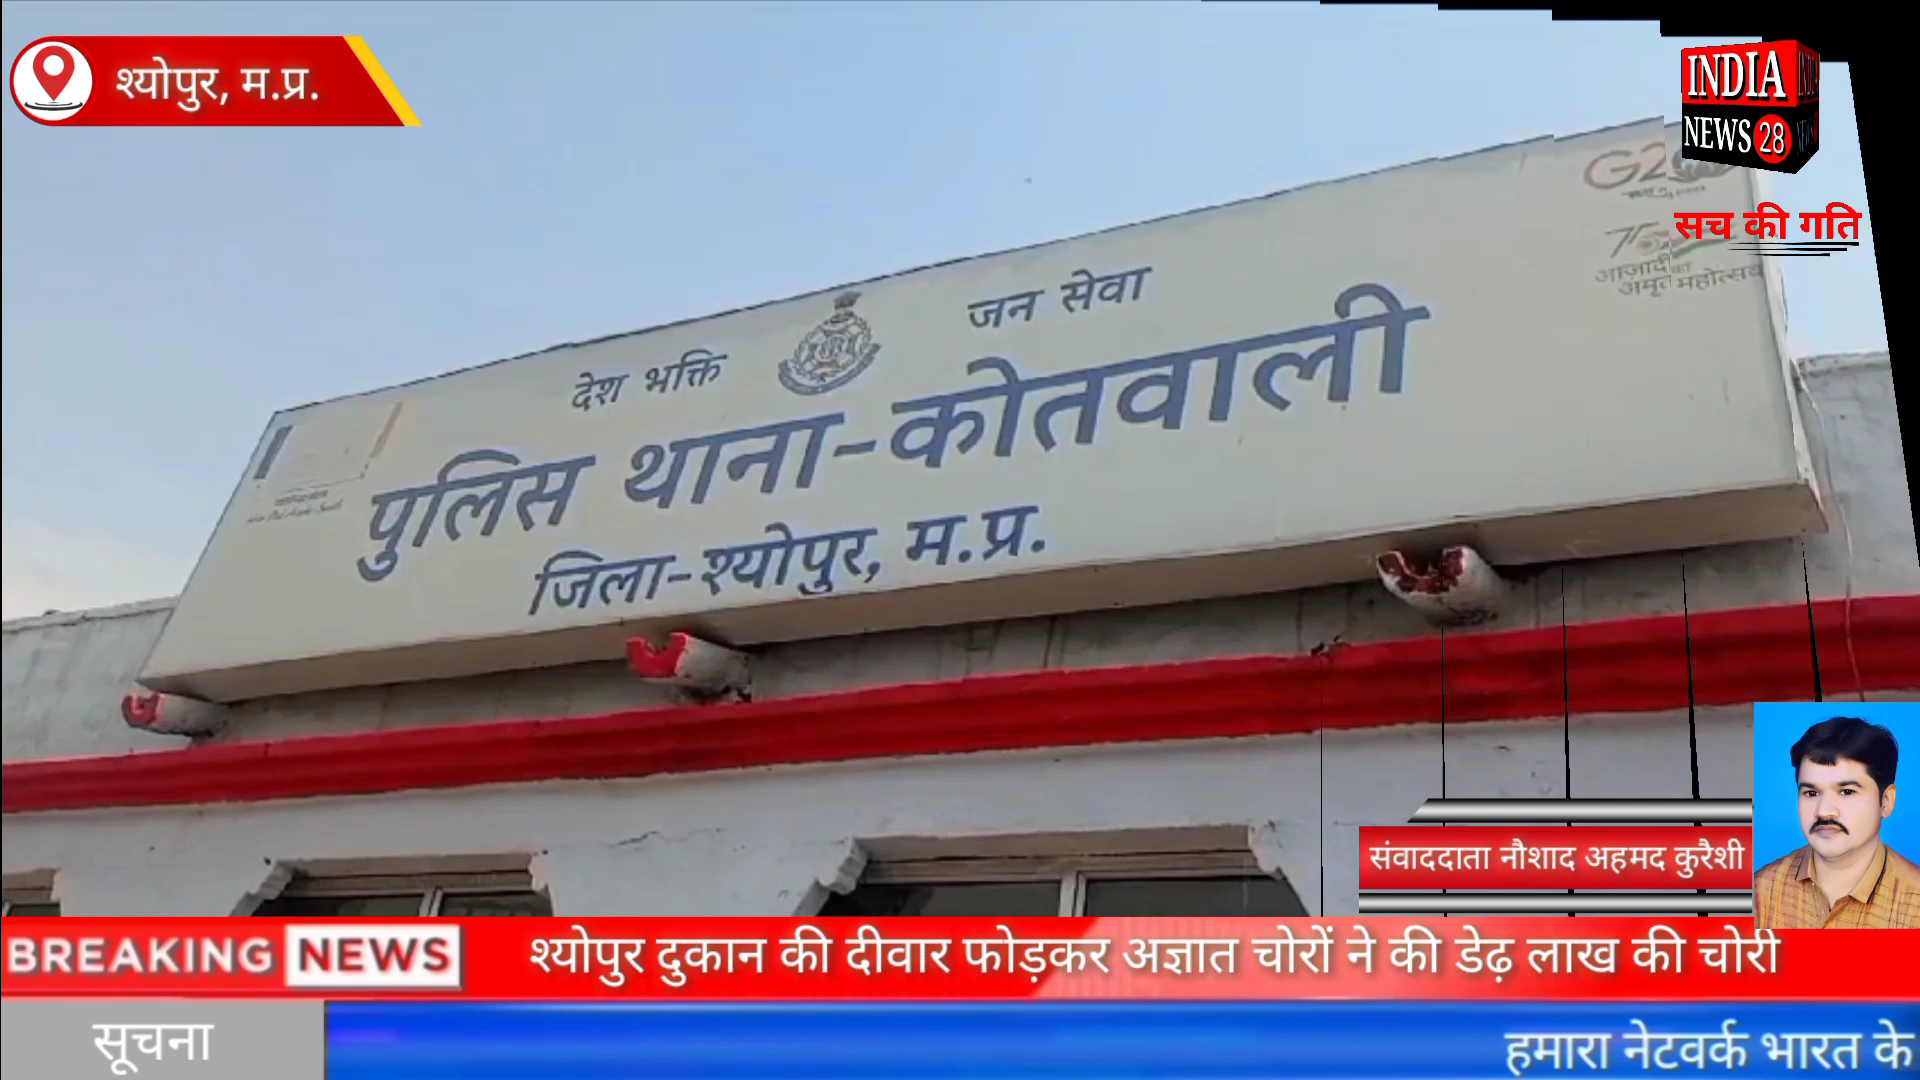 श्योपुर, म.प्र.
INDIA
NEWS 28
सच की गति
G20
आज़ादी का
अमृत महोत्सव
देश भक्ति
जन सेवा
पुलिस थाना-कोतवाली
जिला-श्योपुर, म.प्र.
संवाददाता नौशाद अहमद कुरैशी
BREAKING NEWS
श्योपुर दुकान की दीवार फोड़कर अज्ञात चोरों ने की डेढ़ लाख की चोरी
सूचना
हमारा नेटवर्क भारत के